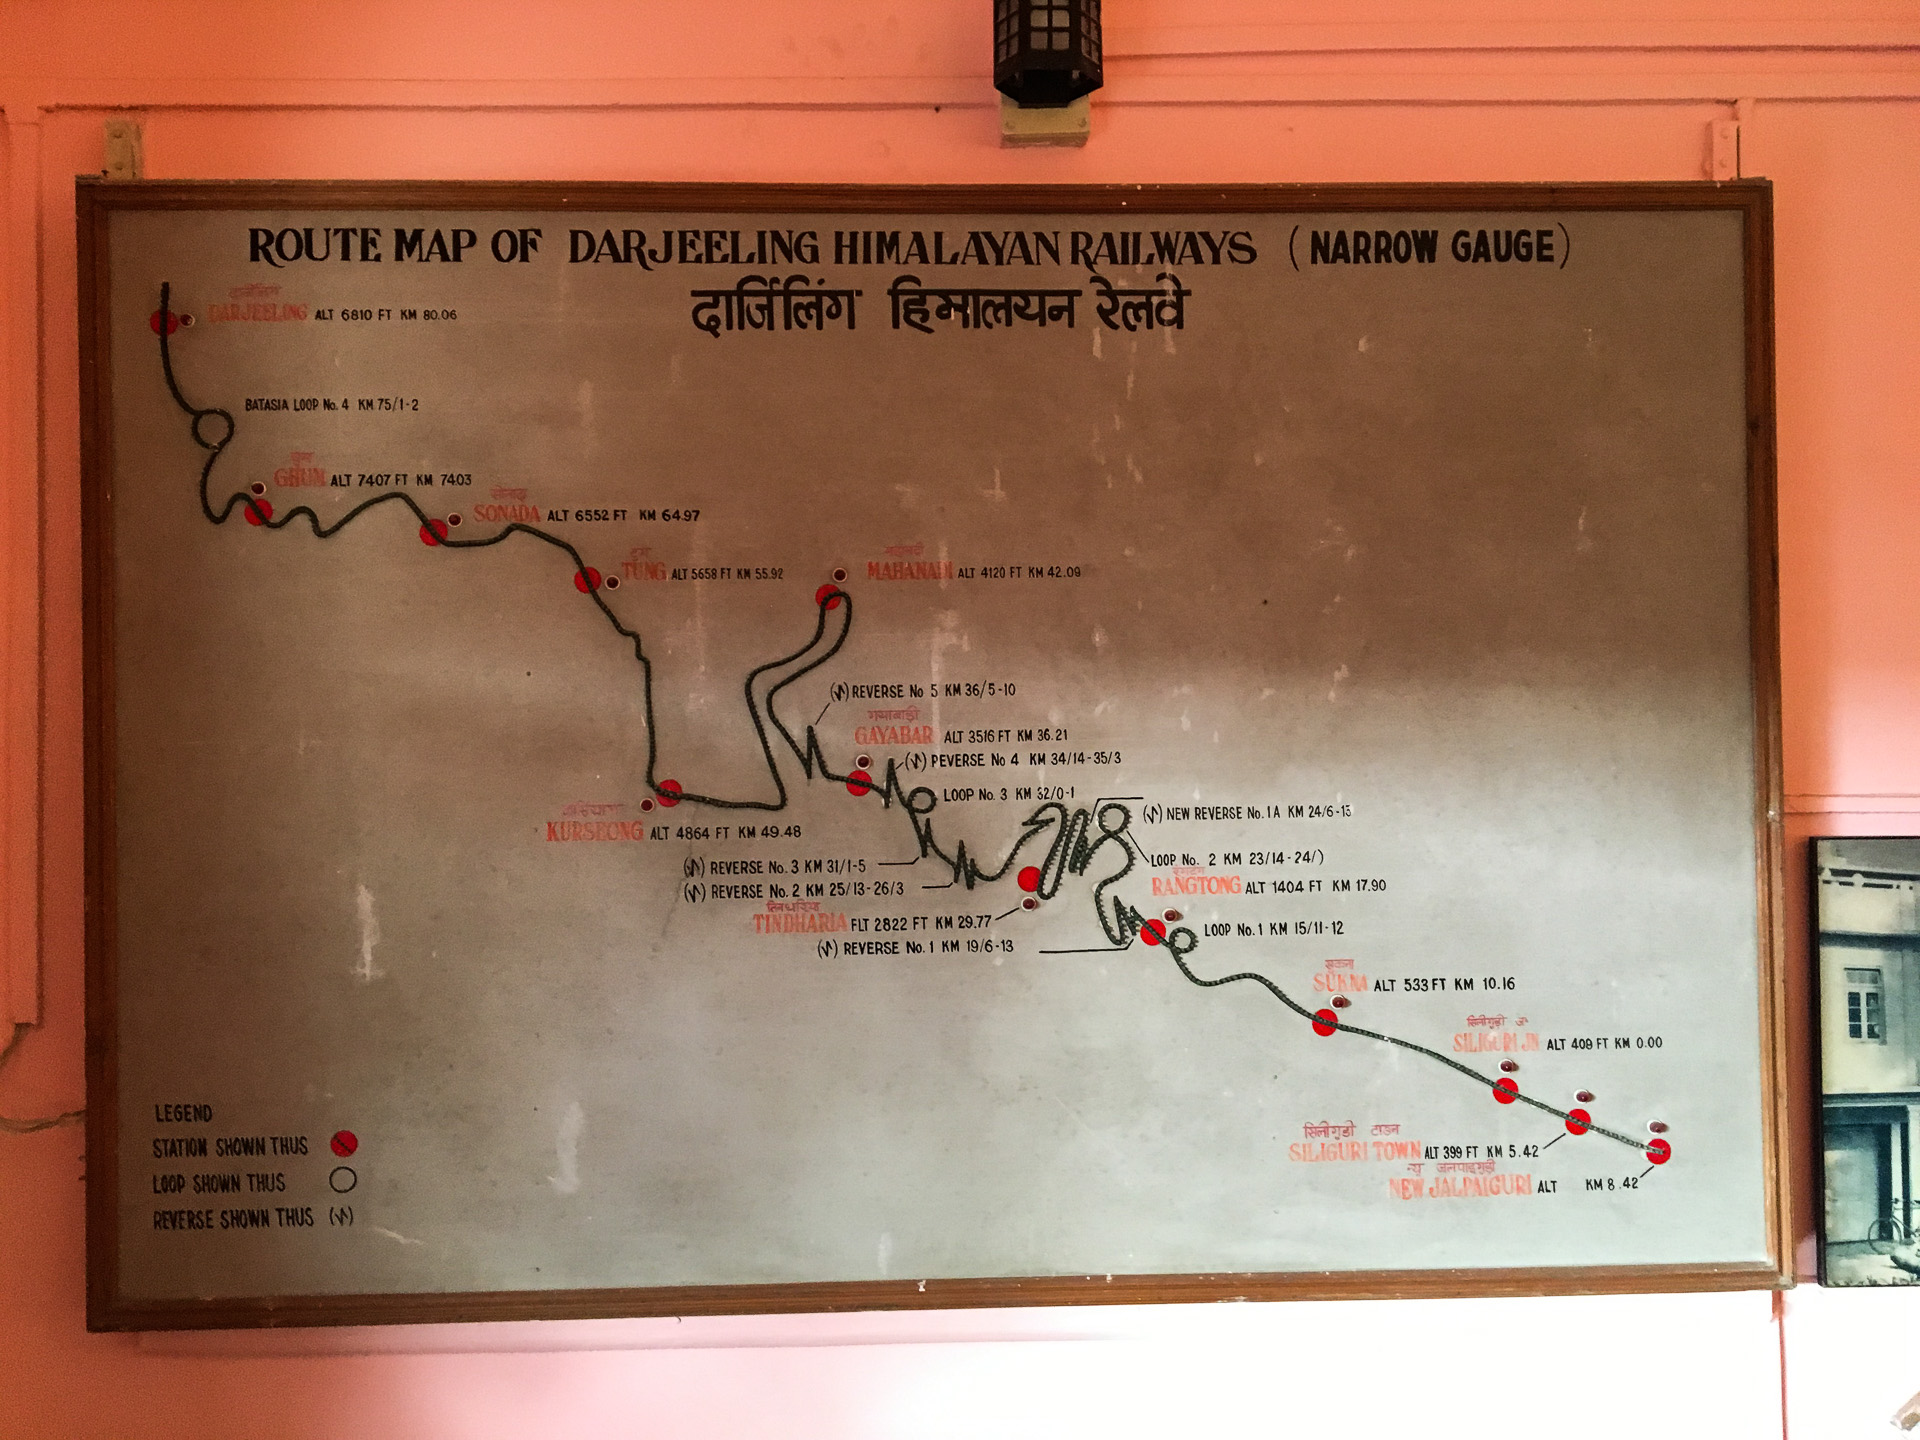 ROUTE MAP OF DARJEELING HIMALAYAN RAILWAYS (NARROW GAUGE)
दार्जिलिंग हिमालयन रेलवे
DARJEELING ALT 6810 FT KM 80.06
BATASIA LOOP No. 4 KM 75/1-2
घुम
GHUM ALT 7407 FT KM 74.03
सोनादा
SONADA ALT 6552 FT KM 64.97
टुंग
TUNG ALT 5658 FT KM 55.92
MAHANADI ALT 4120 FT KM 42.09
REVERSE No 5 KM 36/5-10
गयाबाड़ी
GAYABAR ALT 3516 FT KM 36.21
PEVERSE No 4 KM 34/14-35/3
LOOP No. 3 KM 32/0-1
NEW REVERSE No. 1A KM 24/6-13
KURSEONG ALT 4864 FT KM 49.48
REVERSE No. 3 KM 31/1-5
LOOP No. 2 KM 23/14-24/)
REVERSE No. 2 KM 25/13-26/3
RANGTONG ALT 1404 FT KM 17.90
TINDHARIA FLT 2822 FT KM 29.77
LOOP No. 1 KM 15/11-12
REVERSE No. 1 KM 19/6-13
सुकना
SUKNA ALT 533 FT KM 10.16
सिलीगुड़ी जं
SILIGURI JN ALT 409 FT KM 0.00
सिलीगुड़ी टाउन
SILIGURI TOWN ALT 399 FT KM 5.42
न्यु जलपाइगुड़ी
NEW JALPAIGURI ALT KM 8.42
LEGEND
STATION SHOWN THUS
LOOP SHOWN THUS
REVERSE SHOWN THUS